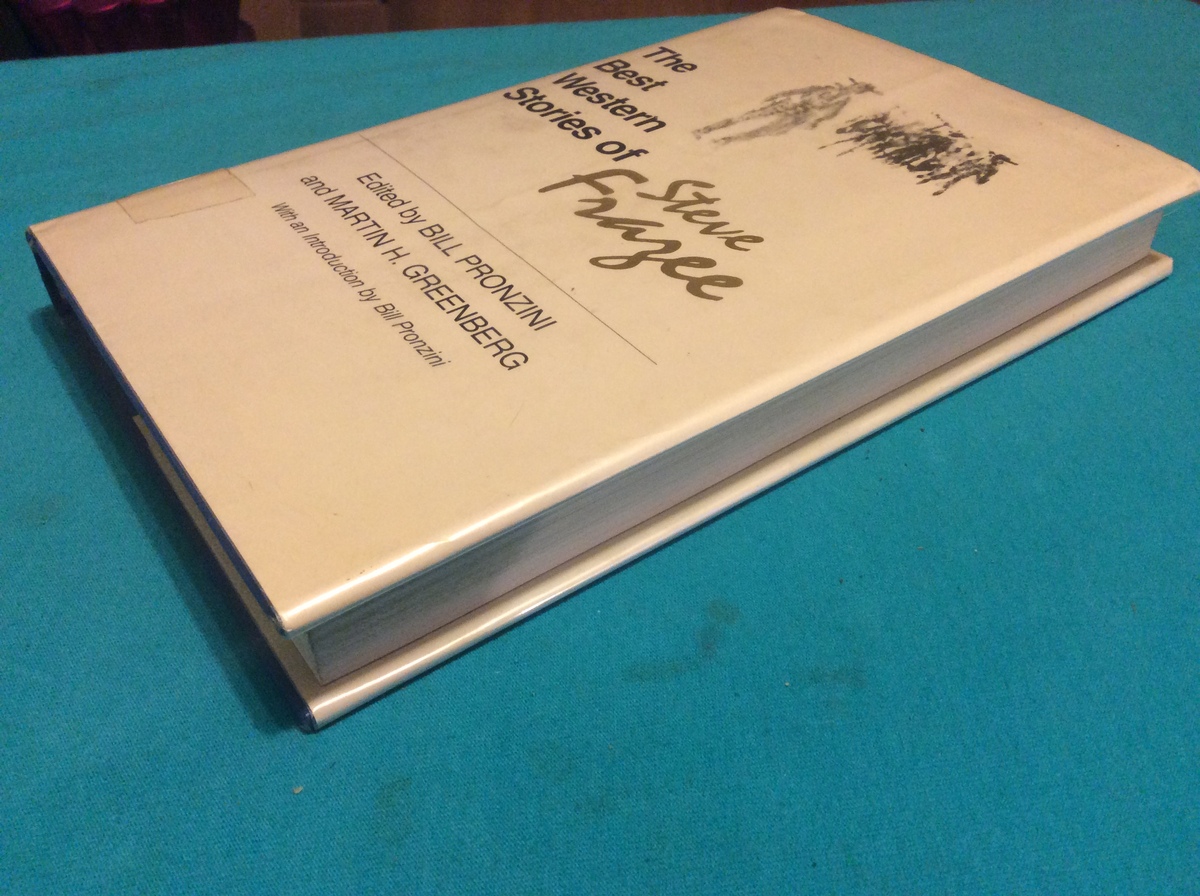 The
Best
Western
Stories of
Steve
Frazee
Edited by BILL PRONZINI
and MARTIN H. GREENBERG
With an Introduction by Bill Pronzini